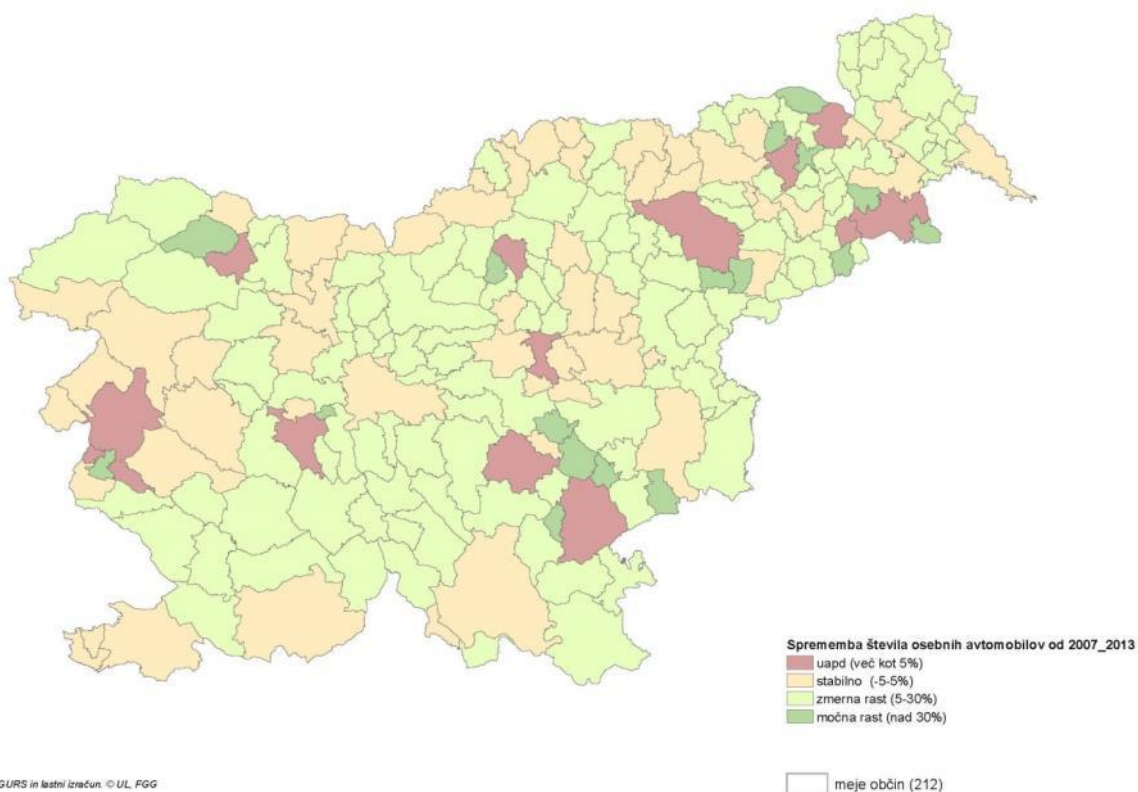 Sprememba števila osebnih avtomobilov od 2007_2013
uapd (več kot 5%)
stabilno (-5-5%)
zmerna rast (5-30%)
močna rast (nad 30%)
GURS in lastni izračun. © UL, FGG
meje občin (212)